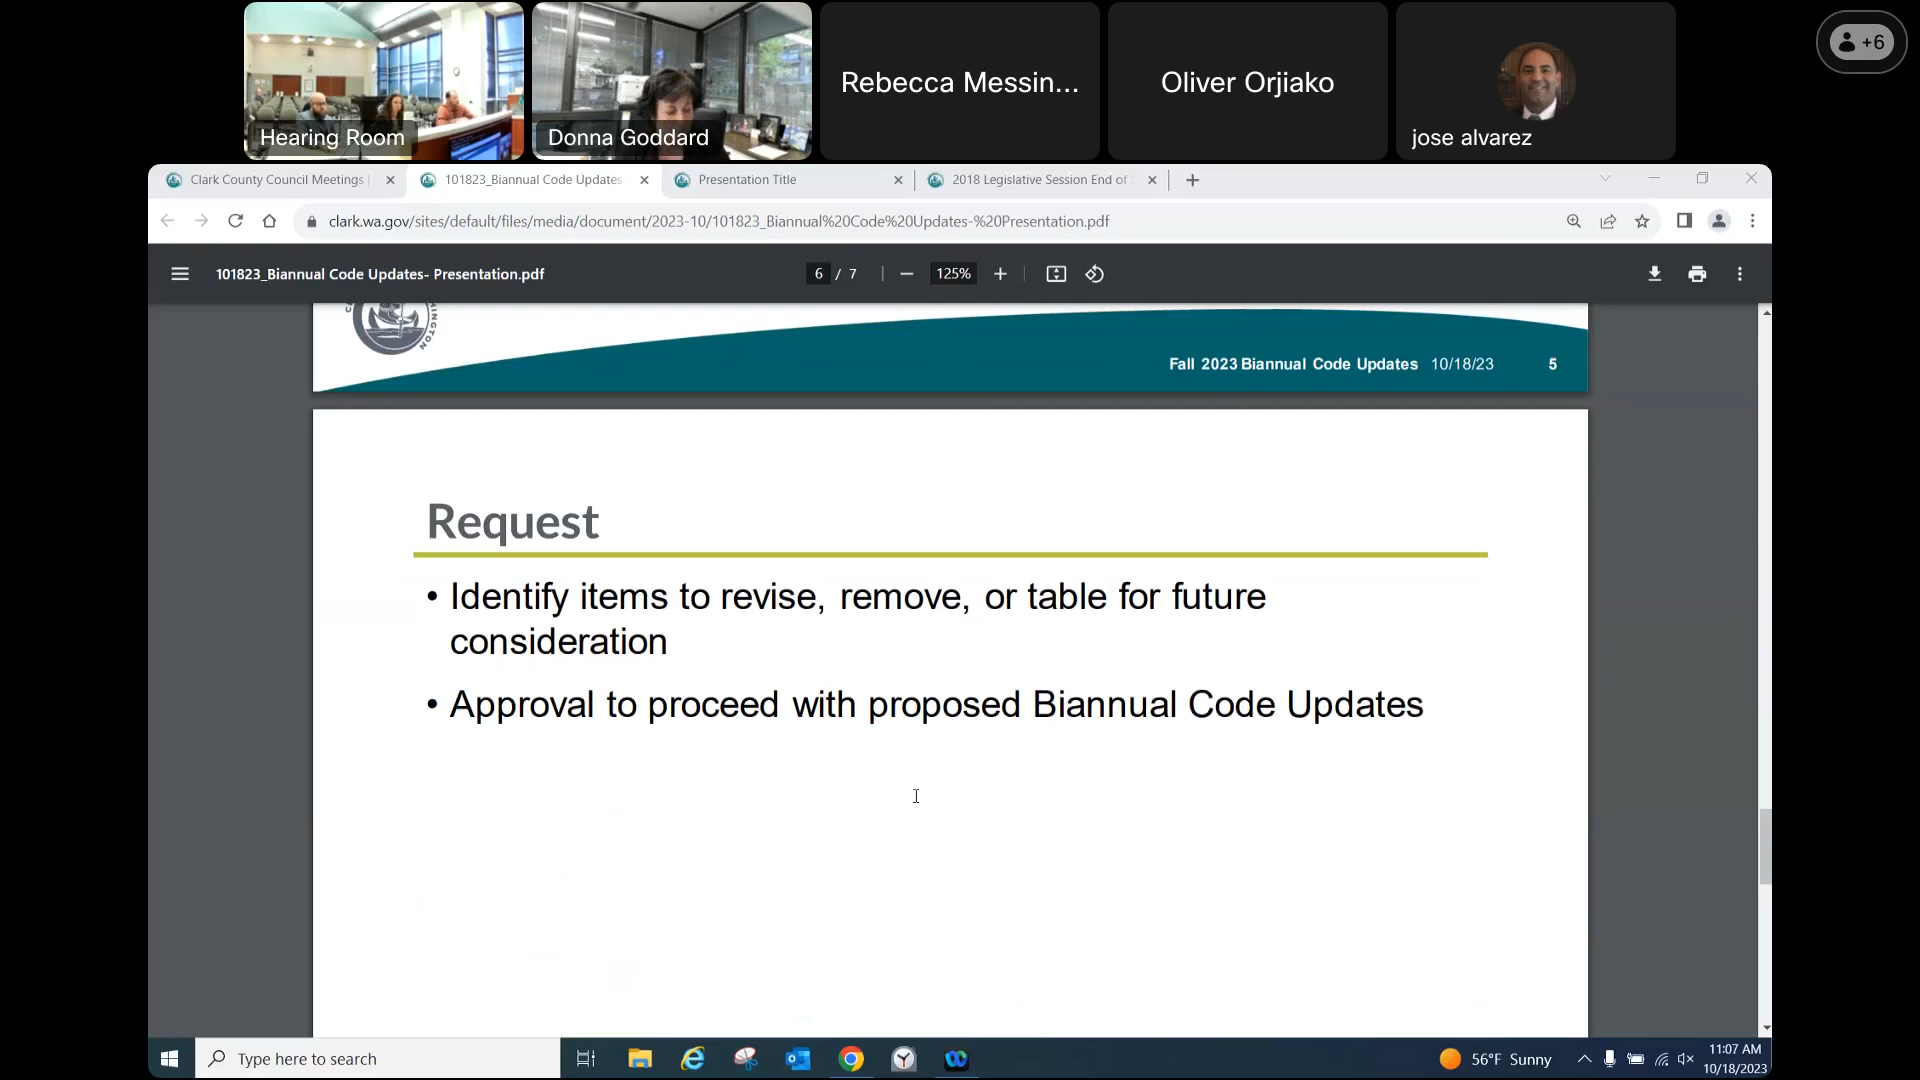 Hearing Room
Donna Goddard
Rebecca Messin...
Oliver Orjiako
jose alvarez
+6
Clark County Council Meetings |
101823_Biannual Code Updates-
Presentation Title
2018 Legislative Session End of
clark.wa.gov/sites/default/files/media/document/2023-10/101823_Biannual%20Code%20Updates-%20Presentation.pdf
101823_Biannual Code Updates- Presentation.pdf
6 / 7
125%
Fall 2023 Biannual Code Updates 10/18/23 5
Request
• Identify items to revise, remove, or table for future
consideration
• Approval to proceed with proposed Biannual Code Updates
Type here to search
56°F Sunny
11:07 AM
10/18/2023